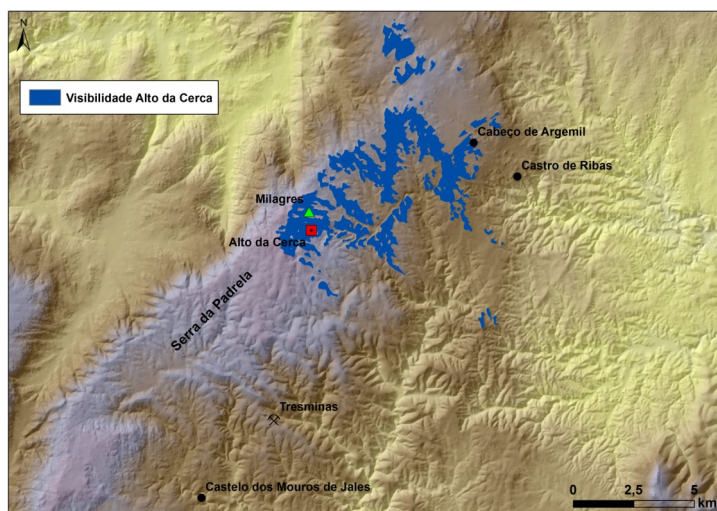 N
Visibilidade Alto da Cerca
Cabeço de Argemil
Castro de Ribas
Milagres
Alto da Cerca
Serra da Padrela
Tresminas
Castelo dos Mouros de Jales
0 2,5 5
km